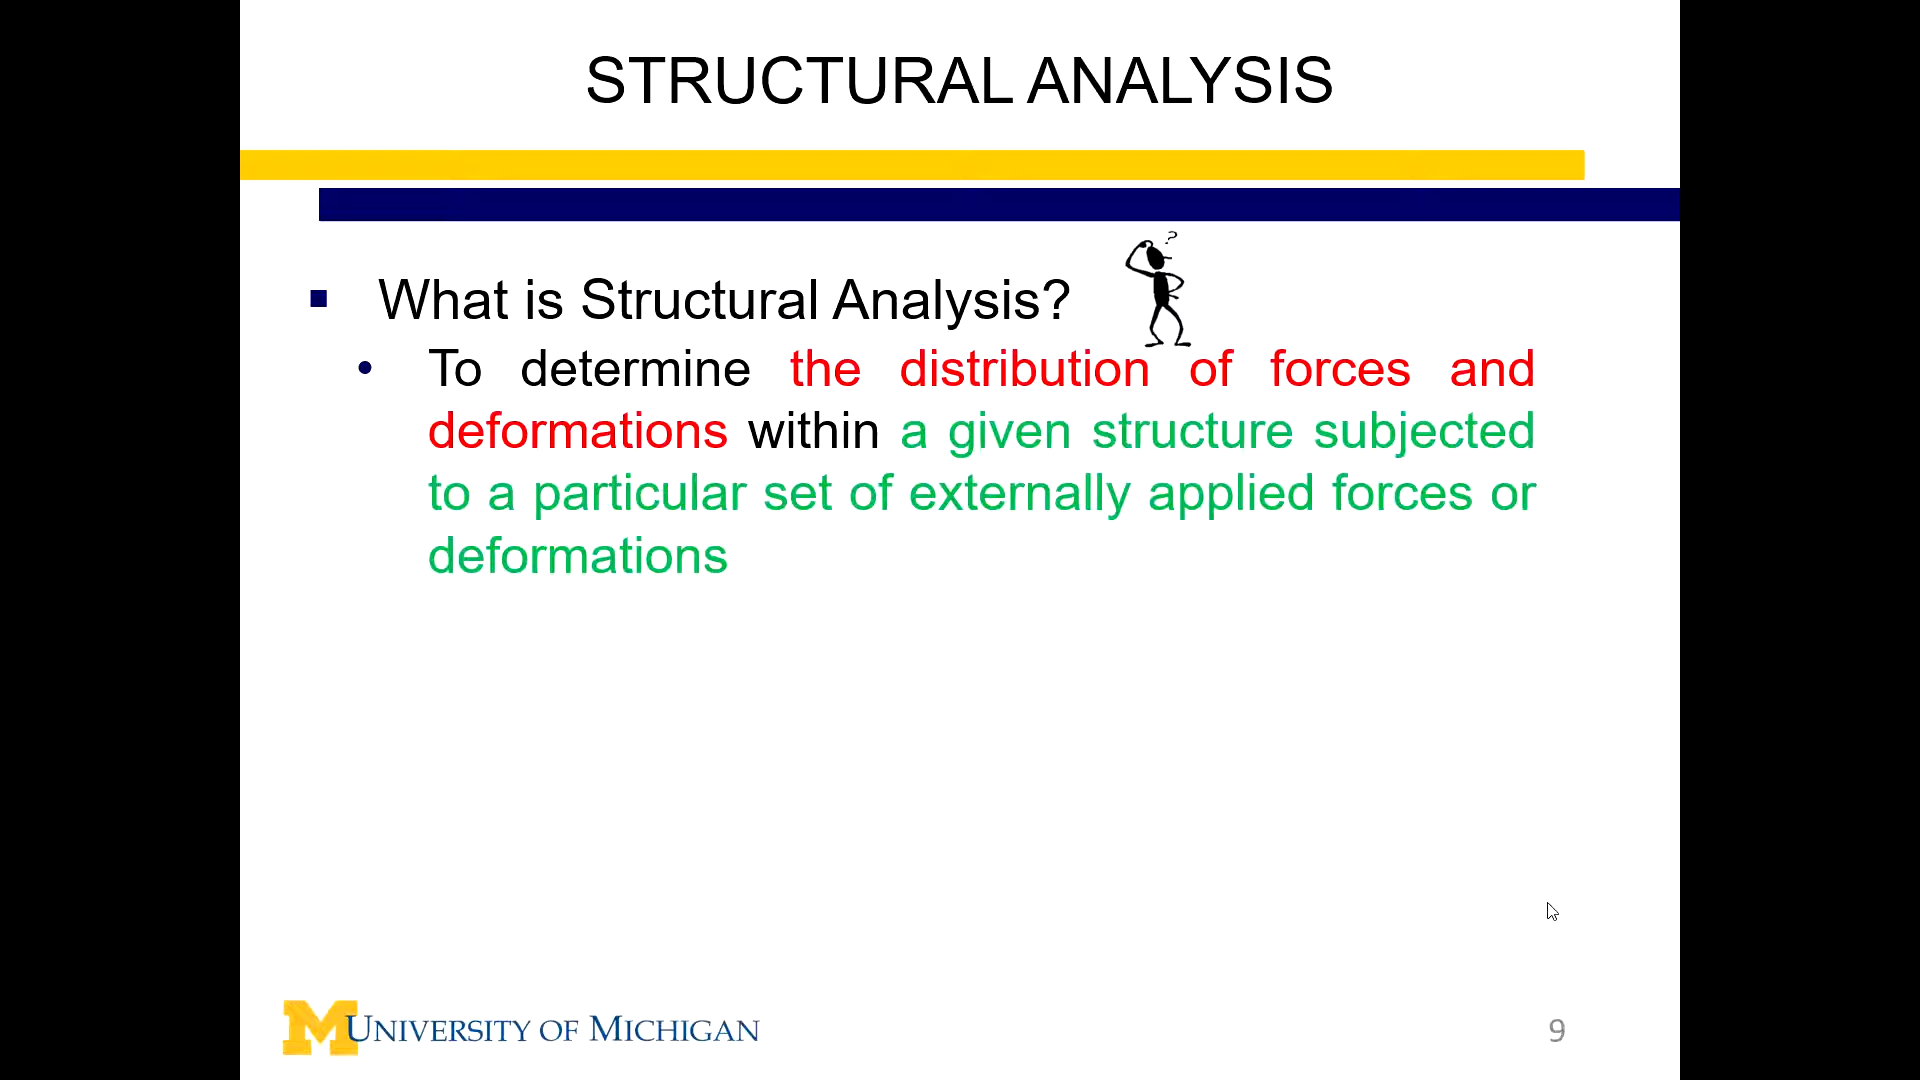 STRUCTURAL ANALYSIS
?
▪ What is Structural Analysis?
• To determine the distribution of forces and
deformations within a given structure subjected
to a particular set of externally applied forces or
deformations
M UNIVERSITY OF MICHIGAN
9